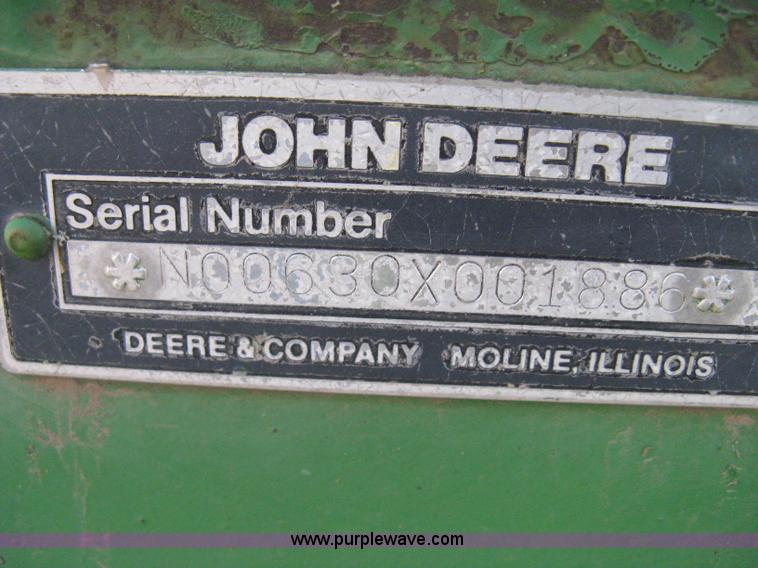 JOHN DEERE
Serial Number
*N00630X001886*
DEERE & COMPANY MOLINE, ILLINOIS
www.purplewave.com